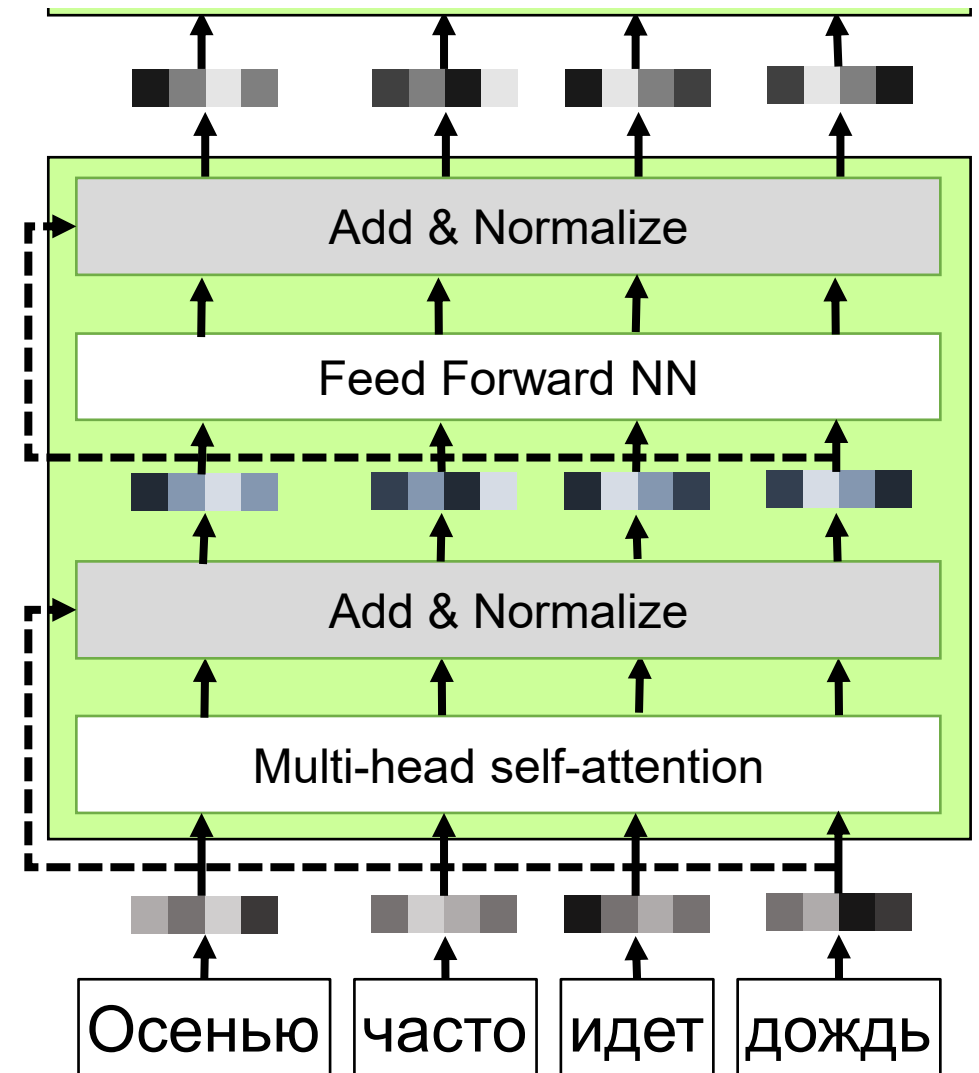 Add & Normalize
Feed Forward NN
Add & Normalize
Multi-head self-attention
Осенью часто идет дождь